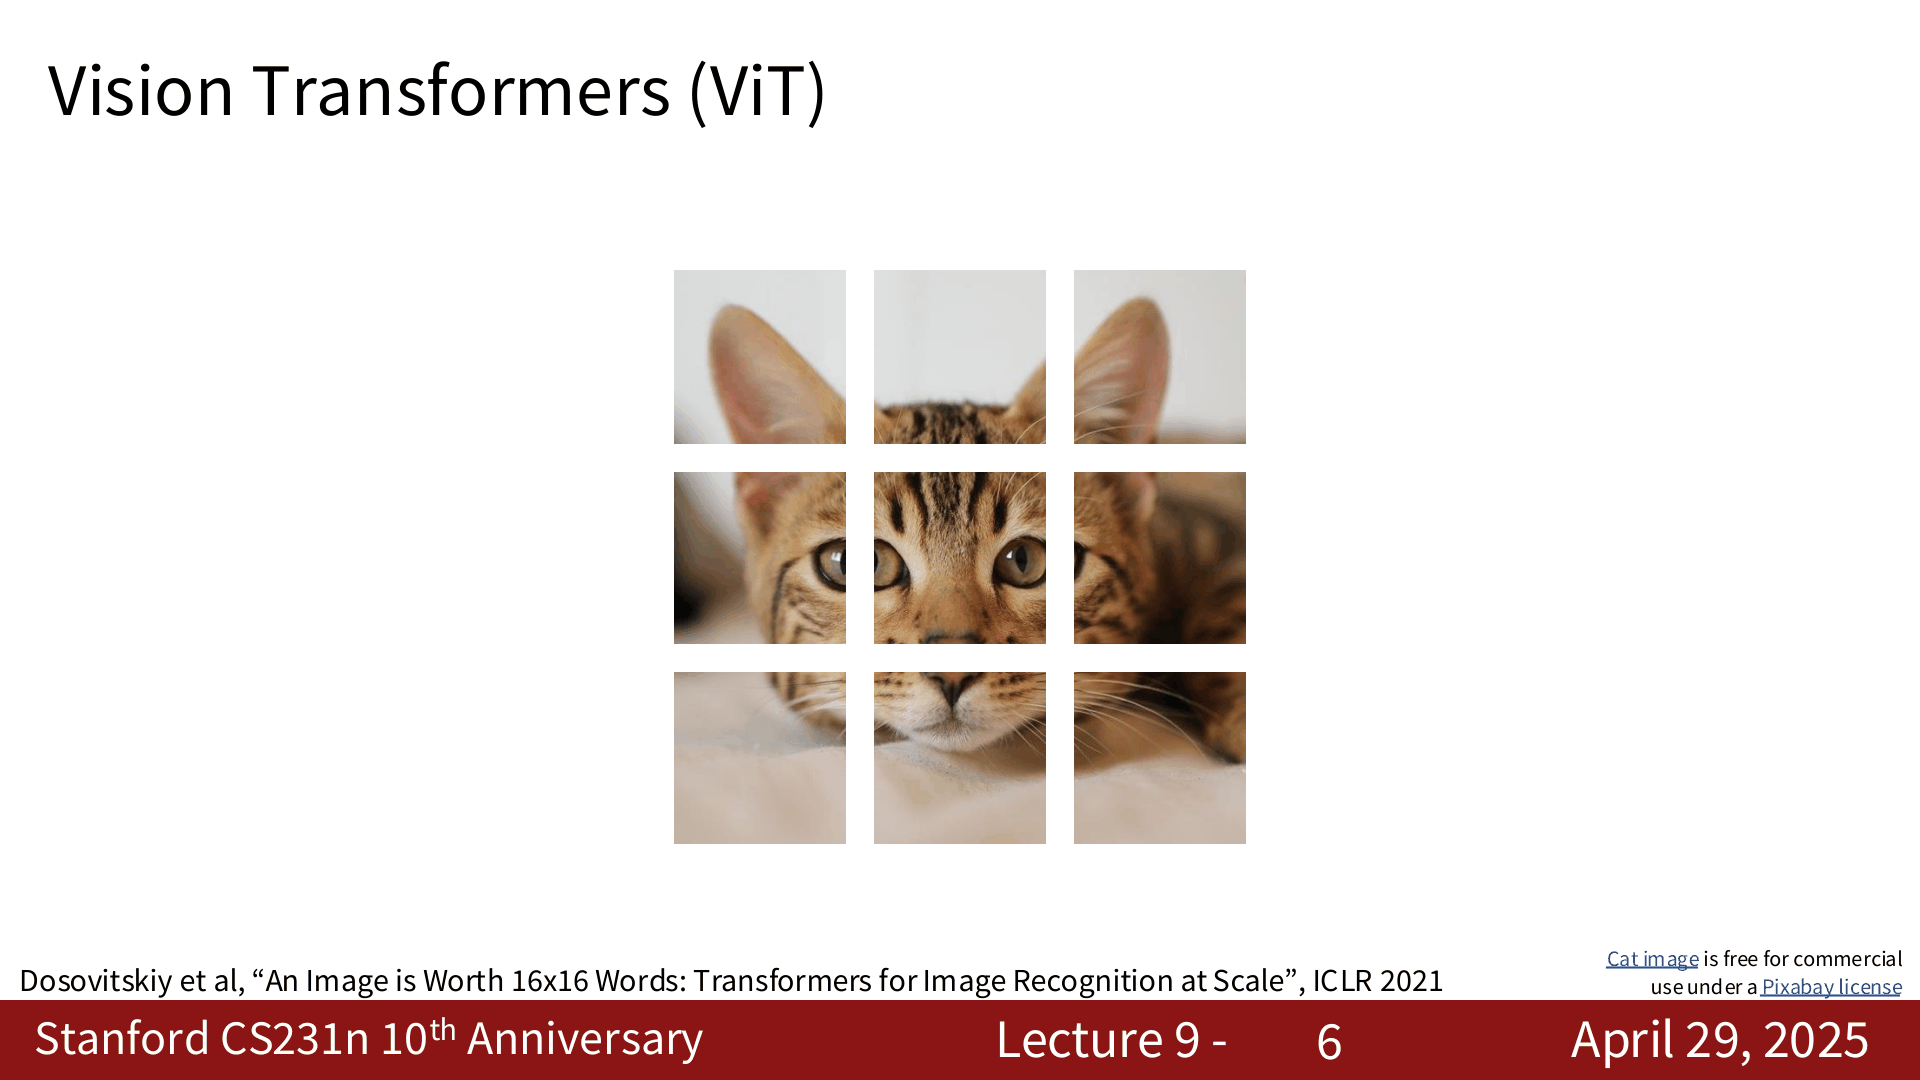 Vision Transformers (ViT)
Dosovitskiy et al, “An Image is Worth 16x16 Words: Transformers for Image Recognition at Scale”, ICLR 2021
Cat image is free for commercial
use under a Pixabay license
Stanford CS231n 10th Anniversary
Lecture 9 - 6
April 29, 2025